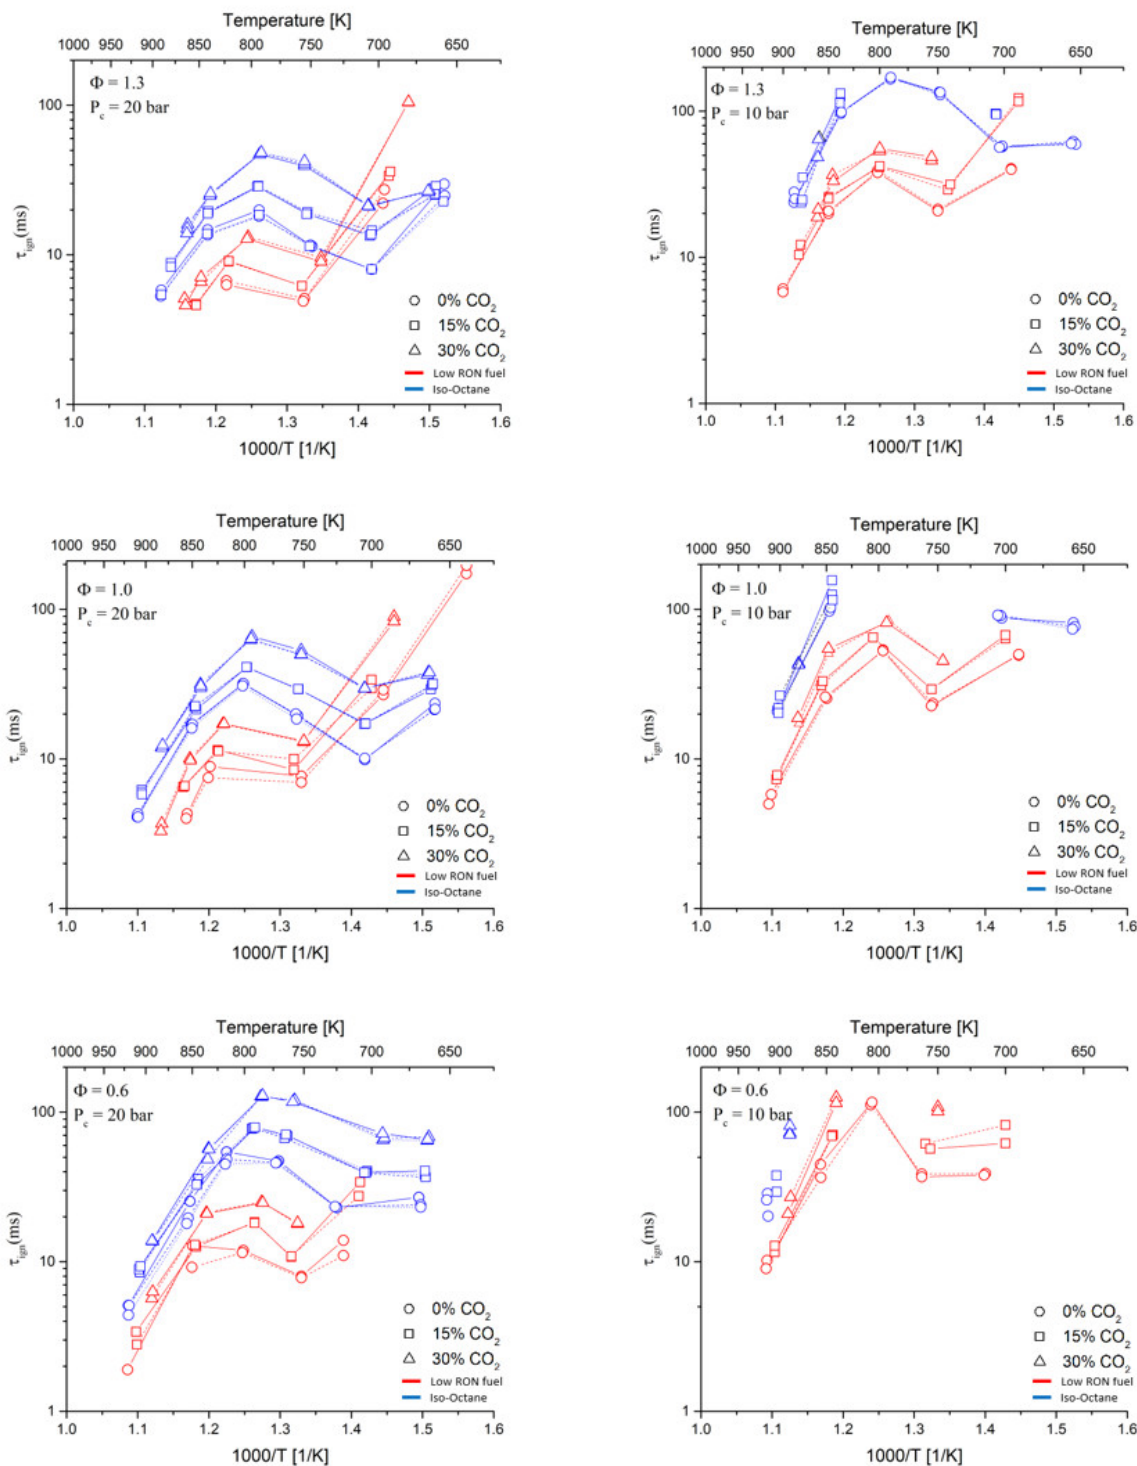 Temperature [K]
1000 950 900 850 800 750 700 650
Φ = 1.3
P_c = 20 bar
100
10
1
τ_ign(ms)
0% CO₂
15% CO₂
30% CO₂
Low RON fuel
Iso-Octane
1.0 1.1 1.2 1.3 1.4 1.5 1.6
1000/T [1/K]
Temperature [K]
1000 950 900 850 800 750 700 650
Φ = 1.3
P_c = 10 bar
100
10
1
τ_ign(ms)
0% CO₂
15% CO₂
30% CO₂
Low RON fuel
Iso-Octane
1.0 1.1 1.2 1.3 1.4 1.5 1.6
1000/T [1/K]
Temperature [K]
1000 950 900 850 800 750 700 650
Φ = 1.0
P_c = 20 bar
100
10
1
τ_ign(ms)
0% CO₂
15% CO₂
30% CO₂
Low RON fuel
Iso-Octane
1.0 1.1 1.2 1.3 1.4 1.5 1.6
1000/T [1/K]
Temperature [K]
1000 950 900 850 800 750 700 650
Φ = 1.0
P_c = 10 bar
100
10
1
τ_ign(ms)
0% CO₂
15% CO₂
30% CO₂
Low RON fuel
Iso-Octane
1.0 1.1 1.2 1.3 1.4 1.5 1.6
1000/T [1/K]
Temperature [K]
1000 950 900 850 800 750 700 650
Φ = 0.6
P_c = 20 bar
100
10
1
τ_ign(ms)
0% CO₂
15% CO₂
30% CO₂
Low RON fuel
Iso-Octane
1.0 1.1 1.2 1.3 1.4 1.5 1.6
1000/T [1/K]
Temperature [K]
1000 950 900 850 800 750 700 650
Φ = 0.6
P_c = 10 bar
100
10
1
τ_ign(ms)
0% CO₂
15% CO₂
30% CO₂
Low RON fuel
Iso-Octane
1.0 1.1 1.2 1.3 1.4 1.5 1.6
1000/T [1/K]